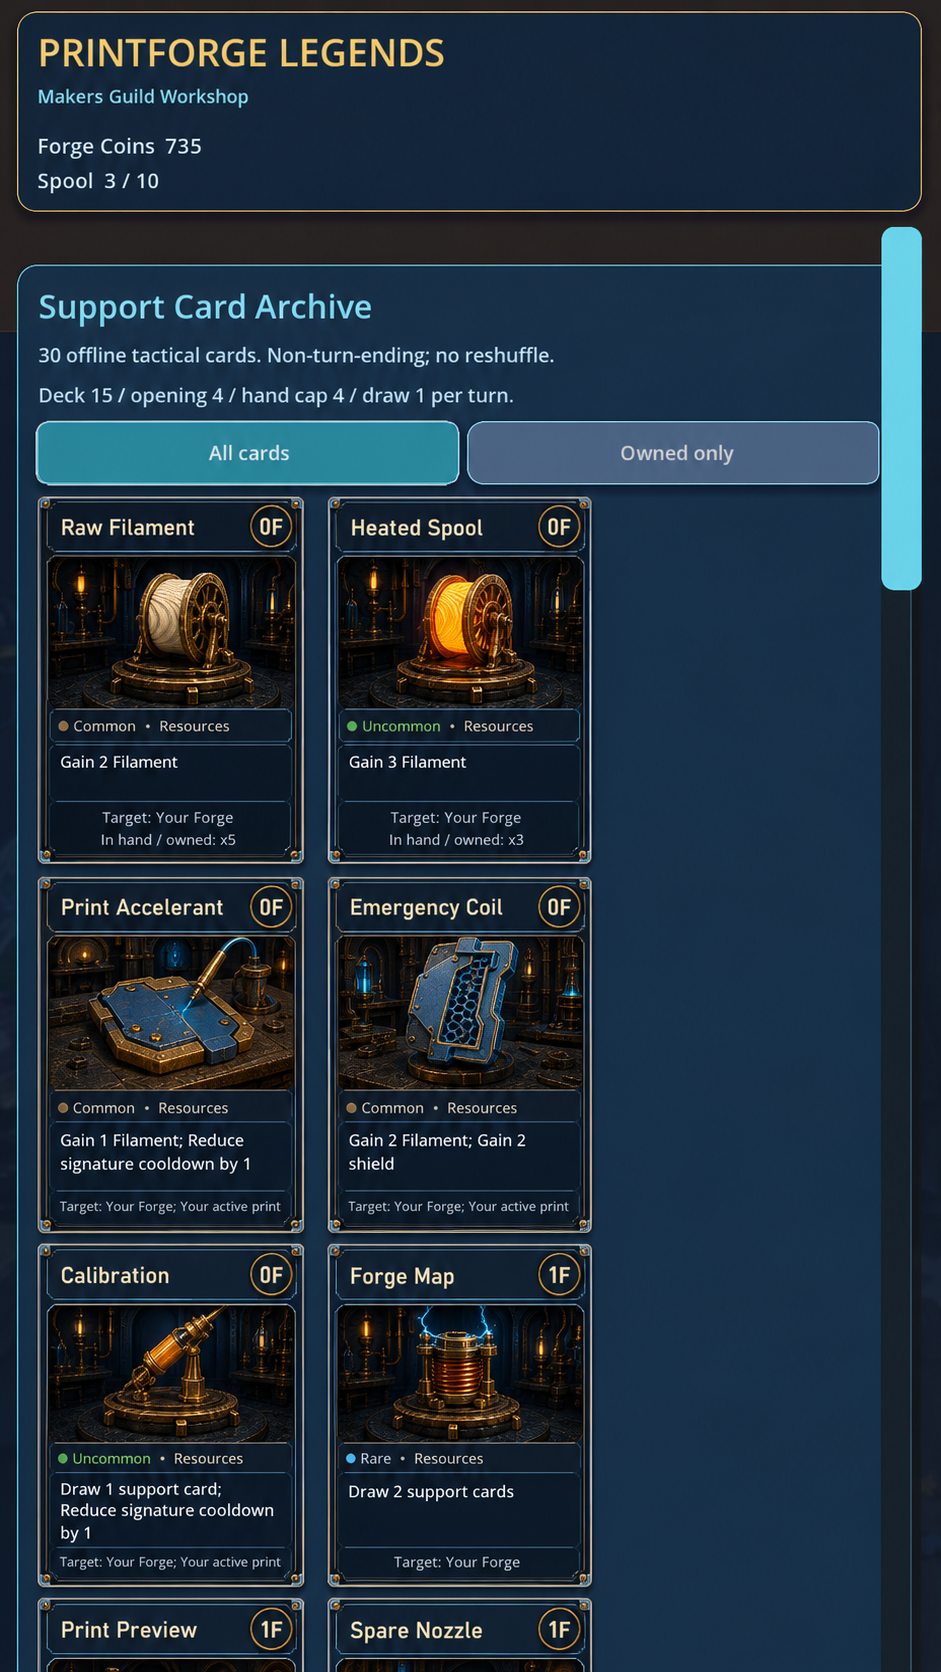 PRINTFORGE LEGENDS
Makers Guild Workshop
Forge Coins 735
Spool 3 / 10
Support Card Archive
30 offline tactical cards. Non-turn-ending; no reshuffle.
Deck 15 / opening 4 / hand cap 4 / draw 1 per turn.
All cards
Owned only
Raw Filament 0F
Common • Resources
Gain 2 Filament
Target: Your Forge
In hand / owned: x5
Heated Spool 0F
Uncommon • Resources
Gain 3 Filament
Target: Your Forge
In hand / owned: x3
Print Accelerant 0F
Common • Resources
Gain 1 Filament; Reduce
signature cooldown by 1
Target: Your Forge; Your active print
Emergency Coil 0F
Common • Resources
Gain 2 Filament; Gain 2
shield
Target: Your Forge; Your active print
Calibration 0F
Uncommon • Resources
Draw 1 support card;
Reduce signature cooldown
by 1
Target: Your Forge; Your active print
Forge Map 1F
Rare • Resources
Draw 2 support cards
Target: Your Forge
Print Preview 1F
Spare Nozzle 1F